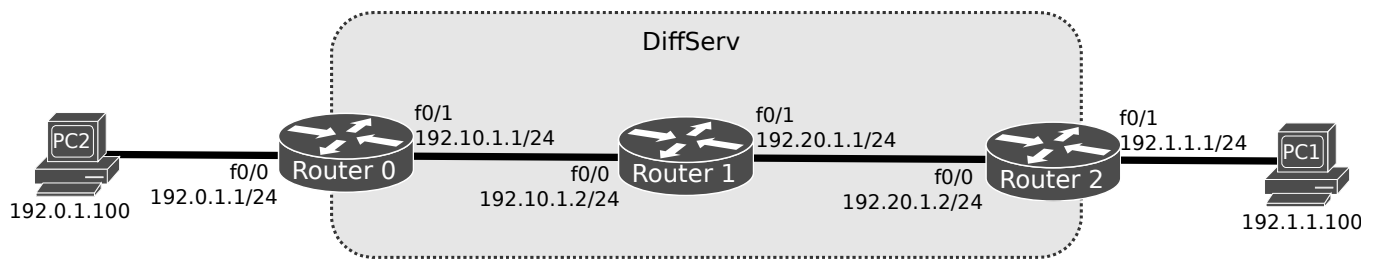 DiffServ
PC2
192.0.1.100
f0/0
192.0.1.1/24
Router 0
f0/1
192.10.1.1/24
f0/0
192.10.1.2/24
Router 1
f0/1
192.20.1.1/24
f0/0
192.20.1.2/24
Router 2
f0/1
192.1.1.1/24
PC1
192.1.1.100